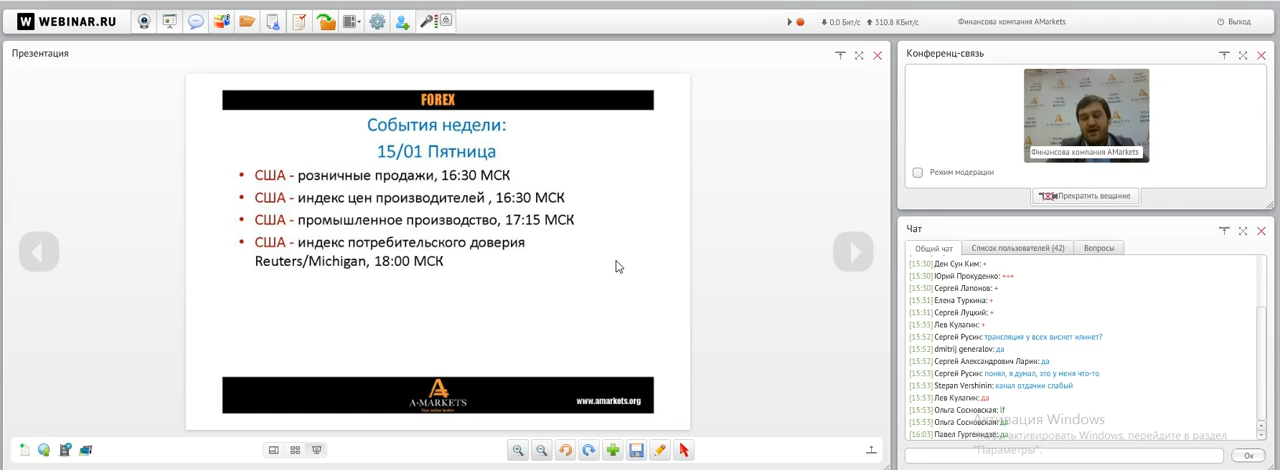 WEBINAR.RU
0.0 Бит/с
310.8 КБит/с
Финансова компания AMarkets
Выход
Презентация
FOREX
События недели:
15/01 Пятница
• США - розничные продажи, 16:30 МСК
• США - индекс цен производителей , 16:30 МСК
• США - промышленное производство, 17:15 МСК
• США - индекс потребительского доверия
Reuters/Michigan, 18:00 МСК
A-MARKETS
Your online broker
www.amarkets.org
Конференц-связь
A-MARKETS
Финансова компания AMarkets
Режим модерации
Прекратить вещание
Чат
Общий чат
Список пользователей (42)
Вопросы
[15:30] Ден Сун Ким: +
[15:30] Юрий Прокуденко: +++
[15:30] Сергей Лапонов: +
[15:31] Елена Туркина: +
[15:31] Сергей Луцкий: +
[15:35] Лев Кулагин: +
[15:52] Сергей Русин: трансляция у всех виснет илинет?
[15:52] dmitrij generalov: да
[15:52] Сергей Александрович Ларин: да
[15:53] Сергей Русин: понял, я думал, это у меня что-то
[15:53] Stepan Vershinin: канал отдачии слабый
[15:53] Лев Кулагин: да
[15:53] Ольга Сосновская: lf
[15:53] Ольга Сосновская: да
[16:03] Павел Гургенидзе: да
Активация Windows
активировать Windows, перейдите в раздел
"Параметры".
Ок